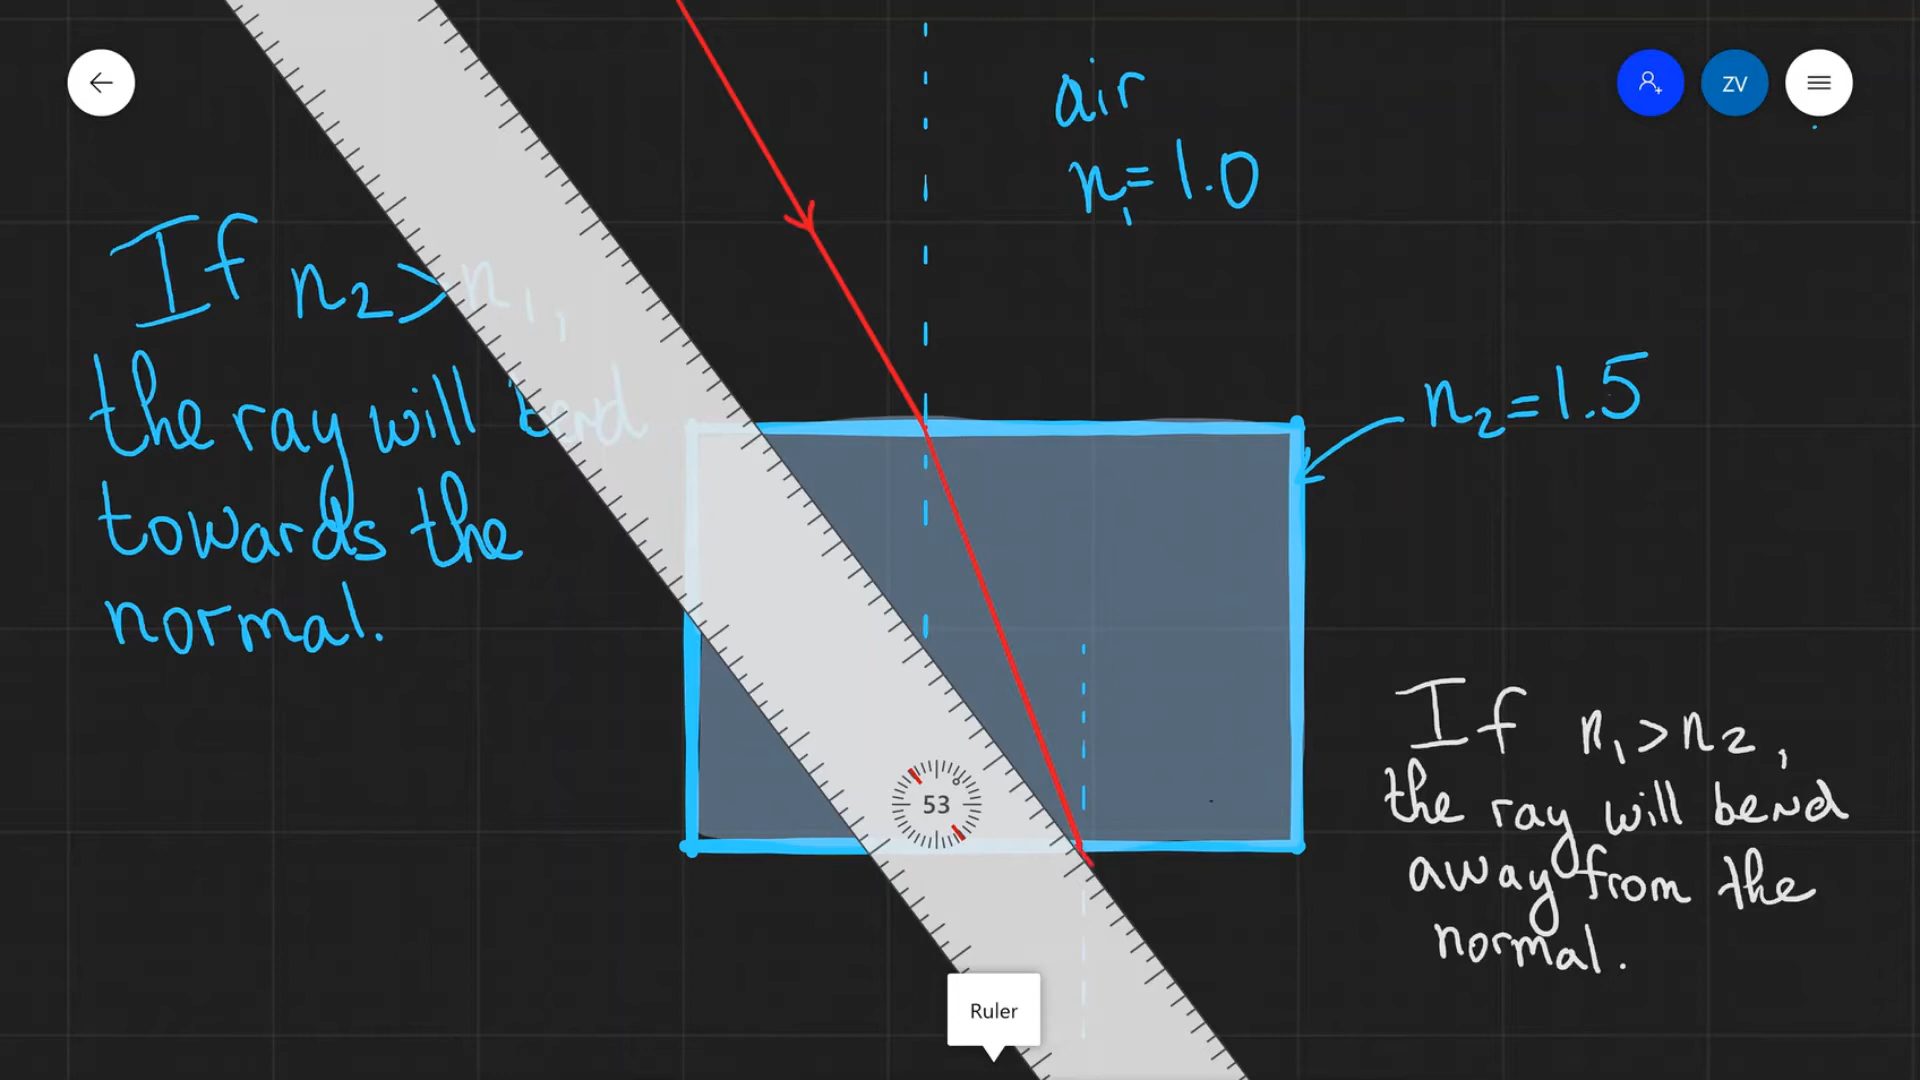 ZV
air
n₁=1.0
If n₂>n₁,
the ray will bend
towards the
normal.
n₂=1.5
If n₁>n₂,
the ray will bend
away from the
normal.
53
Ruler